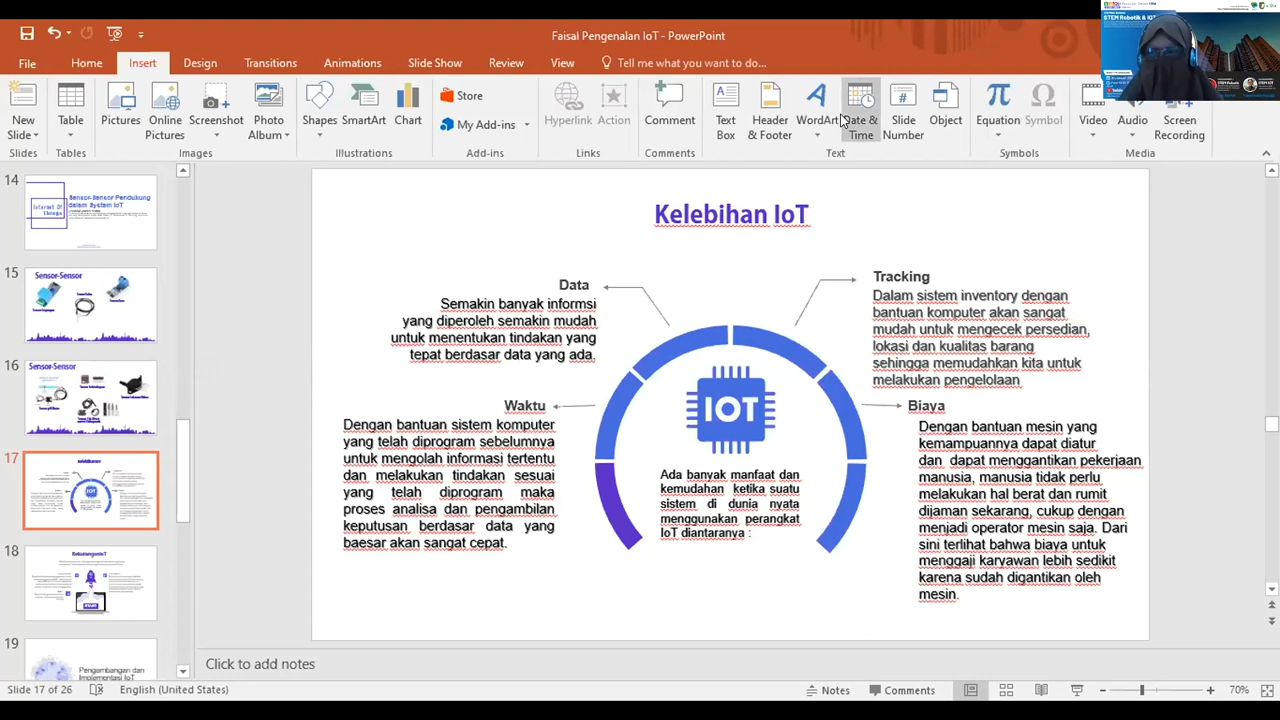 Faisal Pengenalan IoT - PowerPoint
STEM Robotik & IoT
File Home Insert Design Transitions Animations Slide Show Review View Tell me what you want to do...
New Slide
Table
Pictures
Online Pictures
Screenshot
Photo Album
Shapes
SmartArt
Chart
Store
My Add-ins
Hyperlink
Action
Comment
Text Box
Header & Footer
WordArt
Date & Time
Slide Number
Object
Equation
Symbol
Video
Audio
Screen Recording
Slides Tables Images Illustrations Add-ins Links Comments Text Symbols Media
14
Sensor-Sensor Pendukung
dalam System IoT
Internet Of
Things
15
Sensor-Sensor
16
Sensor-Sensor
17
18
19
Pengembangan dan
Implementasi IoT
Kelebihan IoT
Data
Semakin banyak informsi
yang diperoleh semakin mudah
untuk menentukan tindakan yang
tepat berdasar data yang ada.
Tracking
Dalam sistem inventory dengan
bantuan komputer akan sangat
mudah untuk mengecek persedian,
lokasi dan kualitas barang
sehingga memudahkan kita untuk
melakukan pengelolaan
Waktu
Dengan bantuan sistem komputer
yang telah diprogram sebelumnya
untuk mengolah informasi tertentu
dan melakukan tindakan sesuai
yang telah diprogram maka
proses analisa dan pengambilan
keputusan berdasar data yang
baesar akan sangat cepat
IOT
Ada banyak manfaat dan
kemudahan ketika suatu
sistem di dunia nyata
menggunakan perangkat
IoT diantaranya :
Biaya
Dengan bantuan mesin yang
kemampuannya dapat diatur
dan dapat menggantikan pekerjaan
manusia, manusia tidak perlu
melakukan hal berat dan rumit
dijaman sekarang, cukup dengan
menjadi operator mesin saja. Dari
sini terlihat bahwa biaya untuk
menggaji karyawan lebih sedikit
karena sudah digantikan oleh
mesin.
Click to add notes
Slide 17 of 26 English (United States) Notes Comments 70%